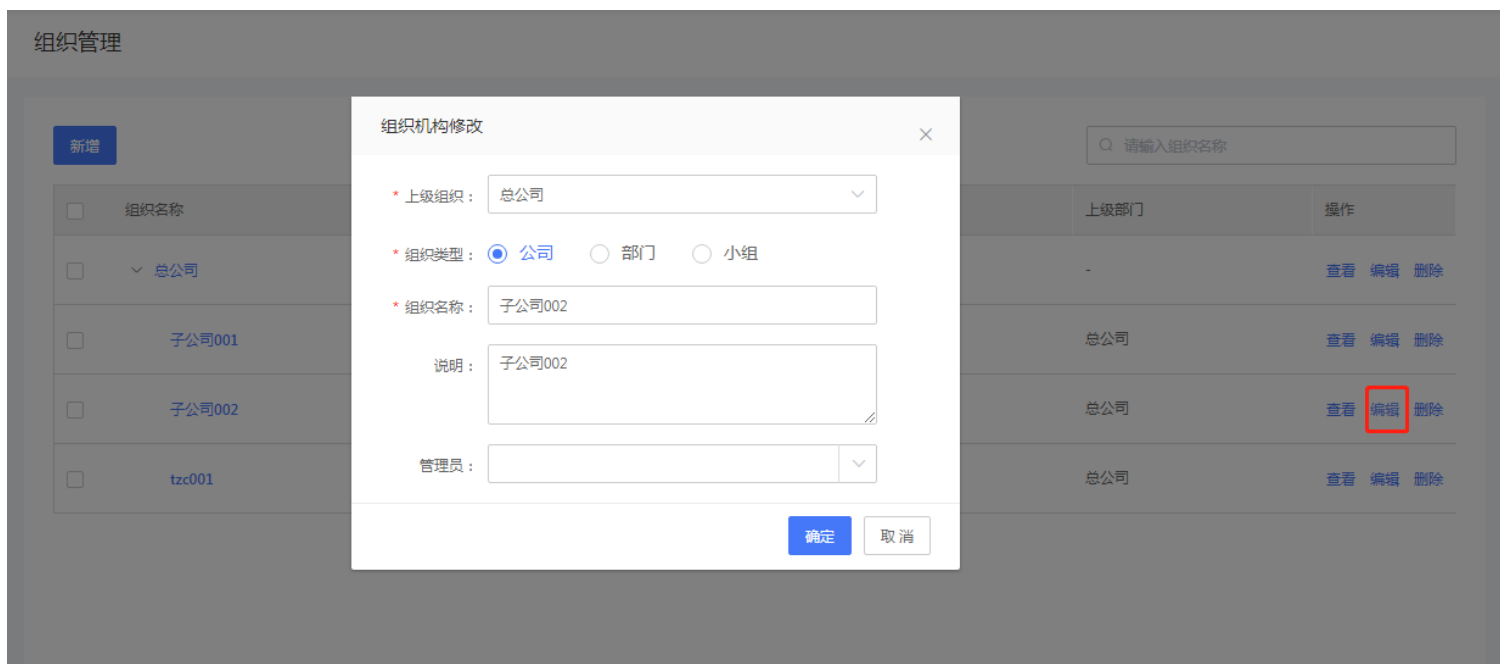 组织管理
新增
请输入组织名称
组织名称 上级部门 操作
总公司 - 查看 编辑 删除
子公司001 总公司 查看 编辑 删除
子公司002 总公司 查看 编辑 删除
tzc001 总公司 查看 编辑 删除
组织机构修改
* 上级组织： 总公司
* 组织类型： 公司 部门 小组
* 组织名称： 子公司002
说明： 子公司002
管理员：
确定 取消